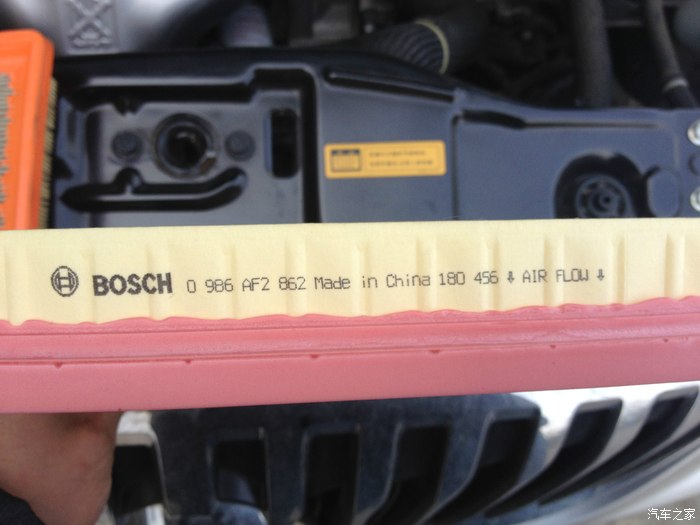 BOSCH 0 986 AF2 862 Made in China 180 456 ⇩ AIR FLOW ⇩
汽车之家